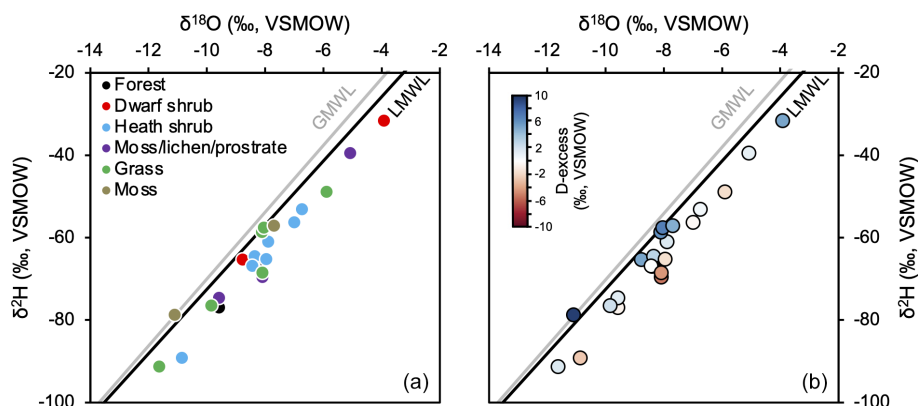 δ¹⁸O (‰, VSMOW)
-14 -12 -10 -8 -6 -4 -2
δ²H (‰, VSMOW)
-20
-40
-60
-80
-100
Forest
Dwarf shrub
Heath shrub
Moss/lichen/prostrate
Grass
Moss
GMWL
LMWL
(a)
δ¹⁸O (‰, VSMOW)
-14 -12 -10 -8 -6 -4 -2
10
6
2
-2
-6
-10
D-excess
(‰, VSMOW)
GMWL
LMWL
(b)
-20
-40
-60
-80
-100
δ²H (‰, VSMOW)